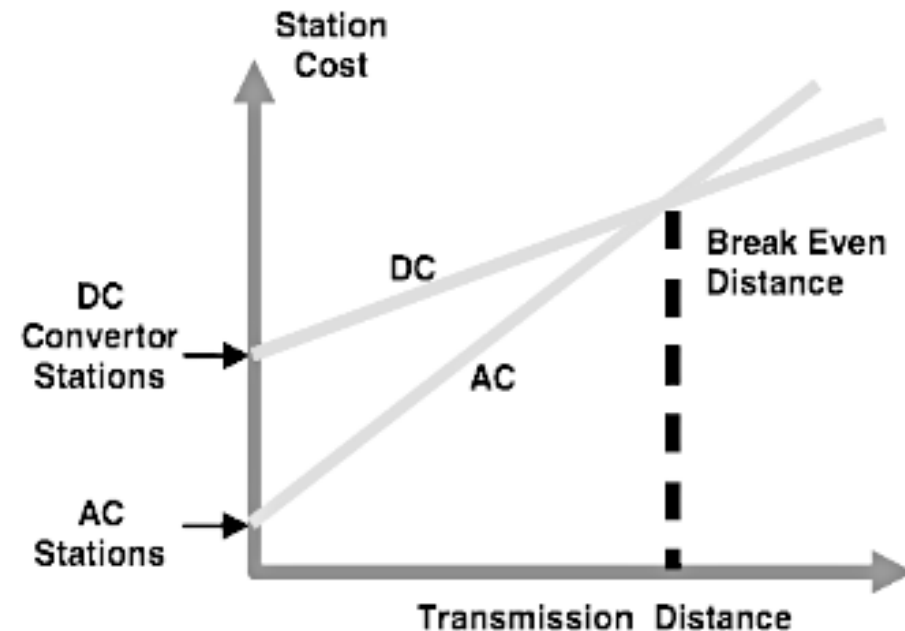 Station
Cost
DC
Break Even
Distance
DC
Convertor
Stations
AC
AC
Stations
Transmission Distance